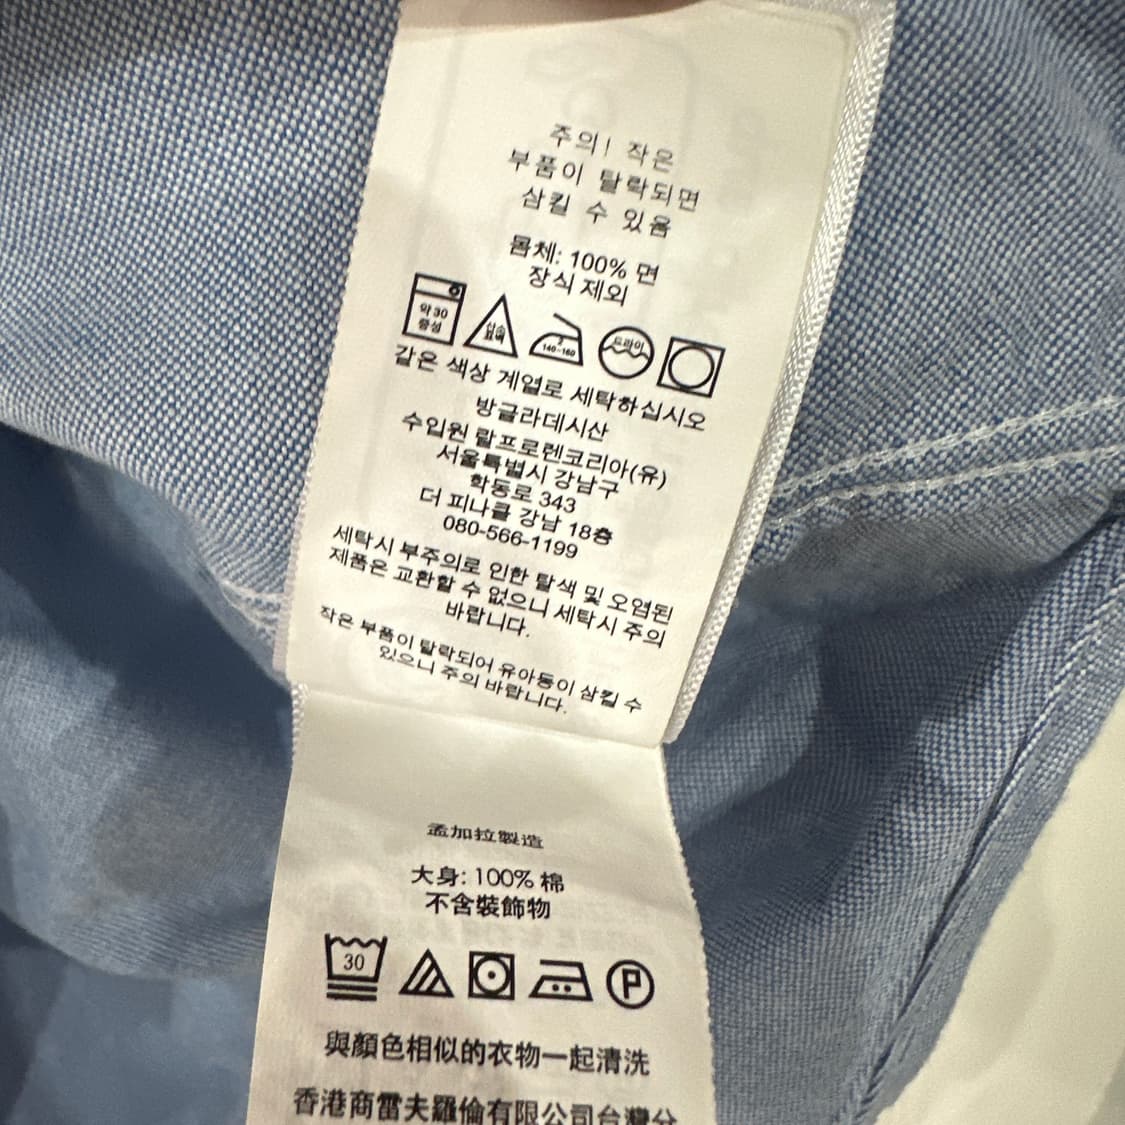 주의! 작은
부품이 탈락되면
삼킬 수 있음
몸체: 100% 면
장식 제외
약 30
중성
산소
표백
2
140-160
드라이
같은 색상 계열로 세탁하십시오
방글라데시산
수입원 랄프로렌코리아(유)
서울특별시 강남구
학동로 343
더 피나클 강남 18층
080-566-1199
세탁시 부주의로 인한 탈색 및 오염된
제품은 교환할 수 없으니 세탁시 주의
바랍니다.
작은 부품이 탈락되어 유아동이 삼킬 수
있으니 주의 바랍니다.
孟加拉製造
大身: 100% 棉
不含裝飾物
30
P
與顏色相似的衣物一起清洗
香港商雷夫羅倫有限公司台灣分